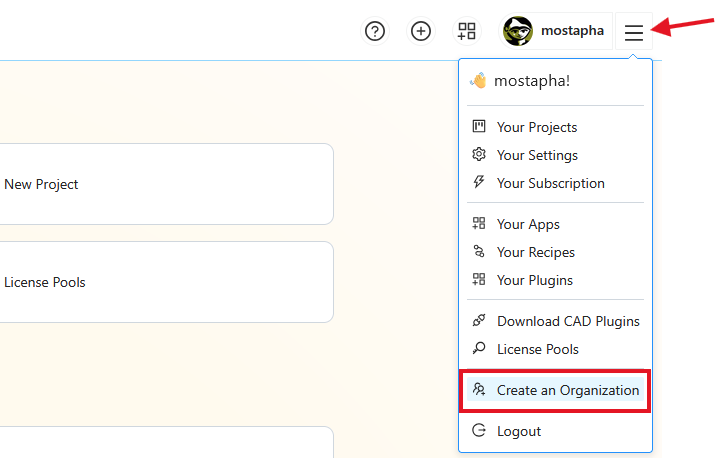 mostapha
mostapha!
Your Projects
Your Settings
Your Subscription
New Project
Your Apps
Your Recipes
Your Plugins
License Pools
Download CAD Plugins
License Pools
Create an Organization
Logout